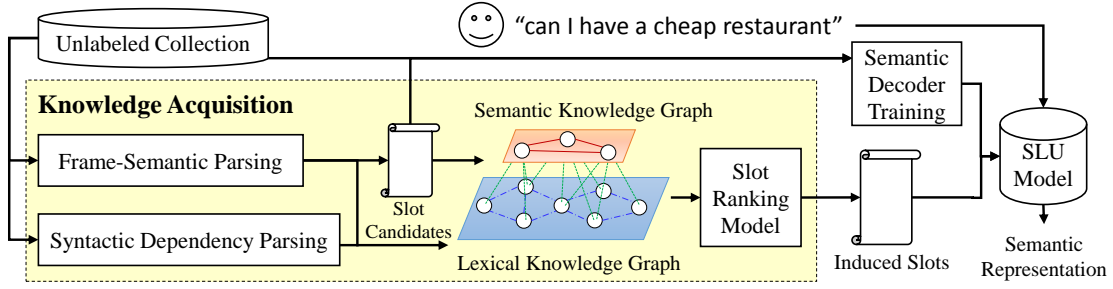 “can I have a cheap restaurant”
Unlabeled Collection
Semantic
Decoder
Training
Knowledge Acquisition
Semantic Knowledge Graph
Frame-Semantic Parsing
SLU
Model
Slot
Ranking
Model
Slot
Candidates
Syntactic Dependency Parsing
Lexical Knowledge Graph
Induced Slots
Semantic
Representation